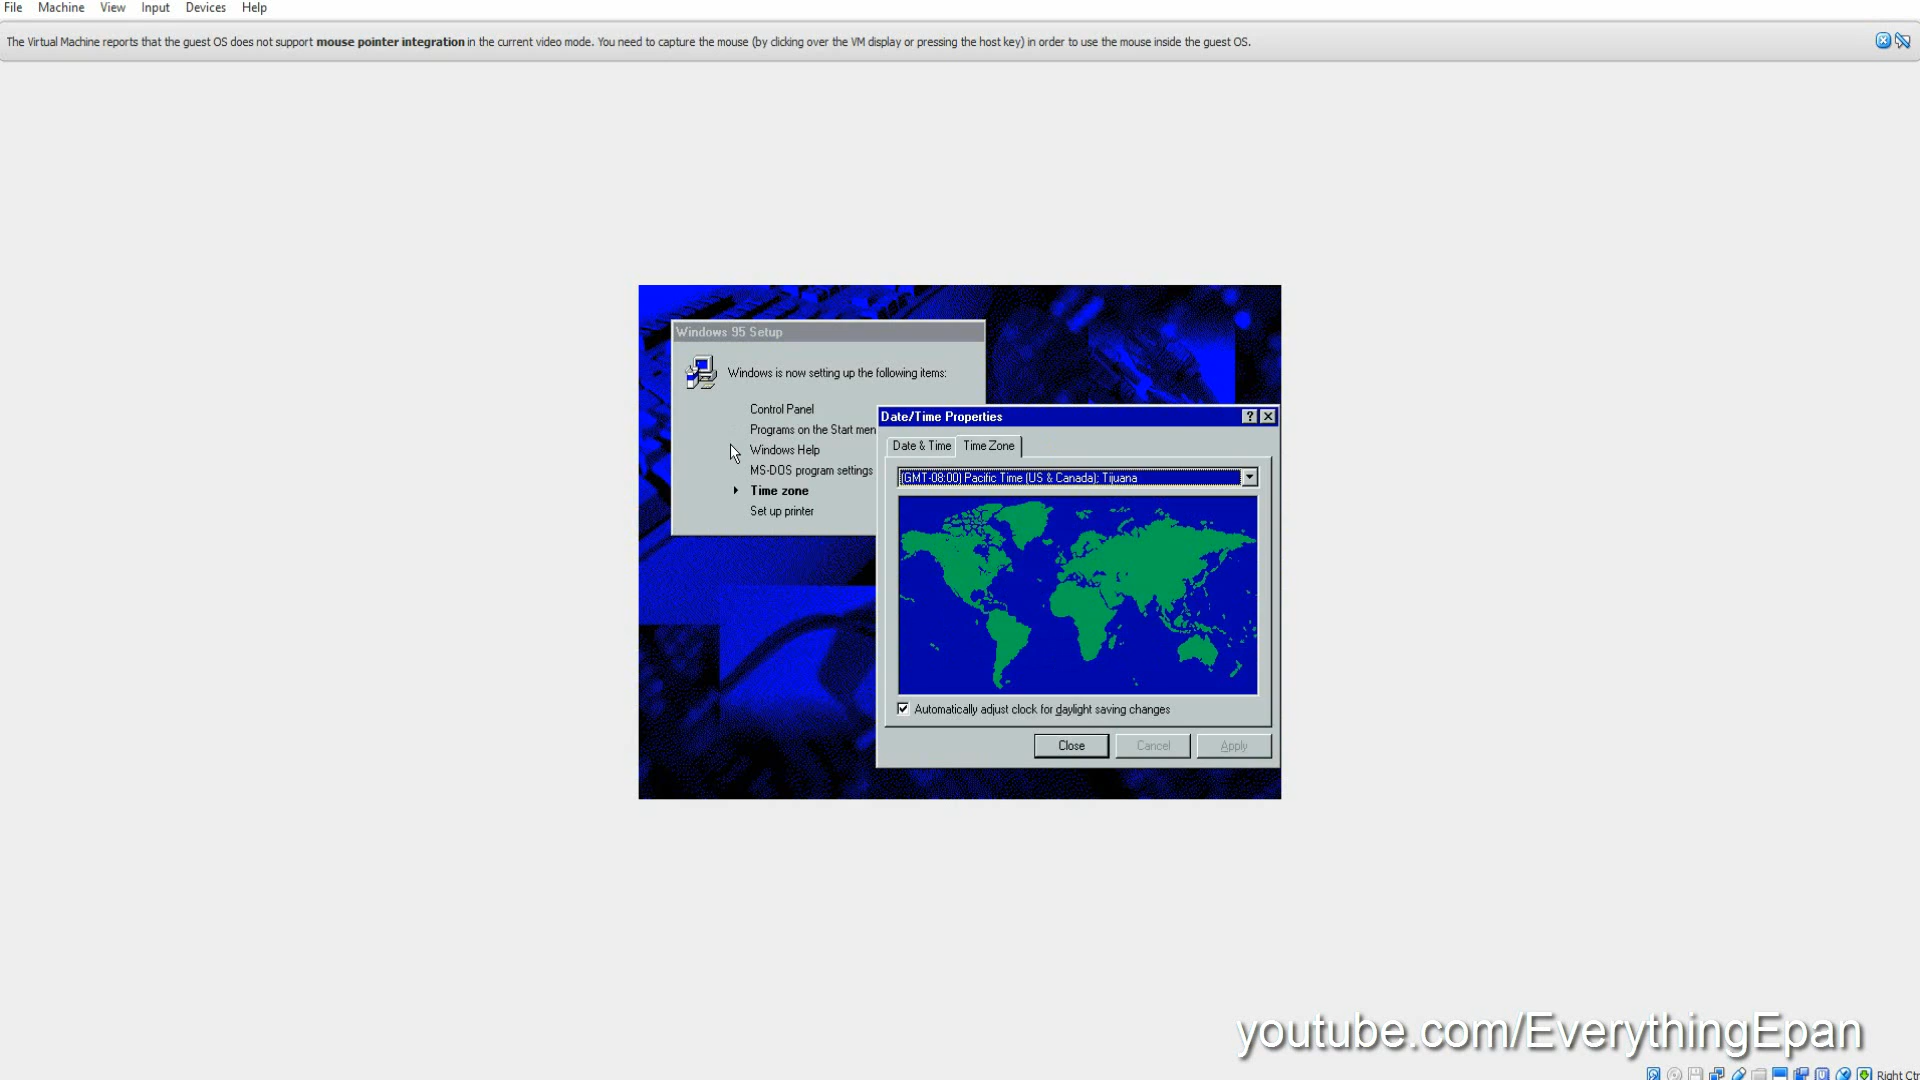 File Machine View Input Devices Help
The Virtual Machine reports that the guest OS does not support mouse pointer integration in the current video mode. You need to capture the mouse (by clicking over the VM display or pressing the host key) in order to use the mouse inside the guest OS.
Windows 95 Setup
Windows is now setting up the following items:
Control Panel
Programs on the Start men
Windows Help
MS-DOS program settings
Time zone
Set up printer
Date/Time Properties
Date & Time Time Zone
(GMT-08:00) Pacific Time (US & Canada); Tijuana
Automatically adjust clock for daylight saving changes
Close Cancel Apply
youtube.com/EverythingEpan
Right Ctr